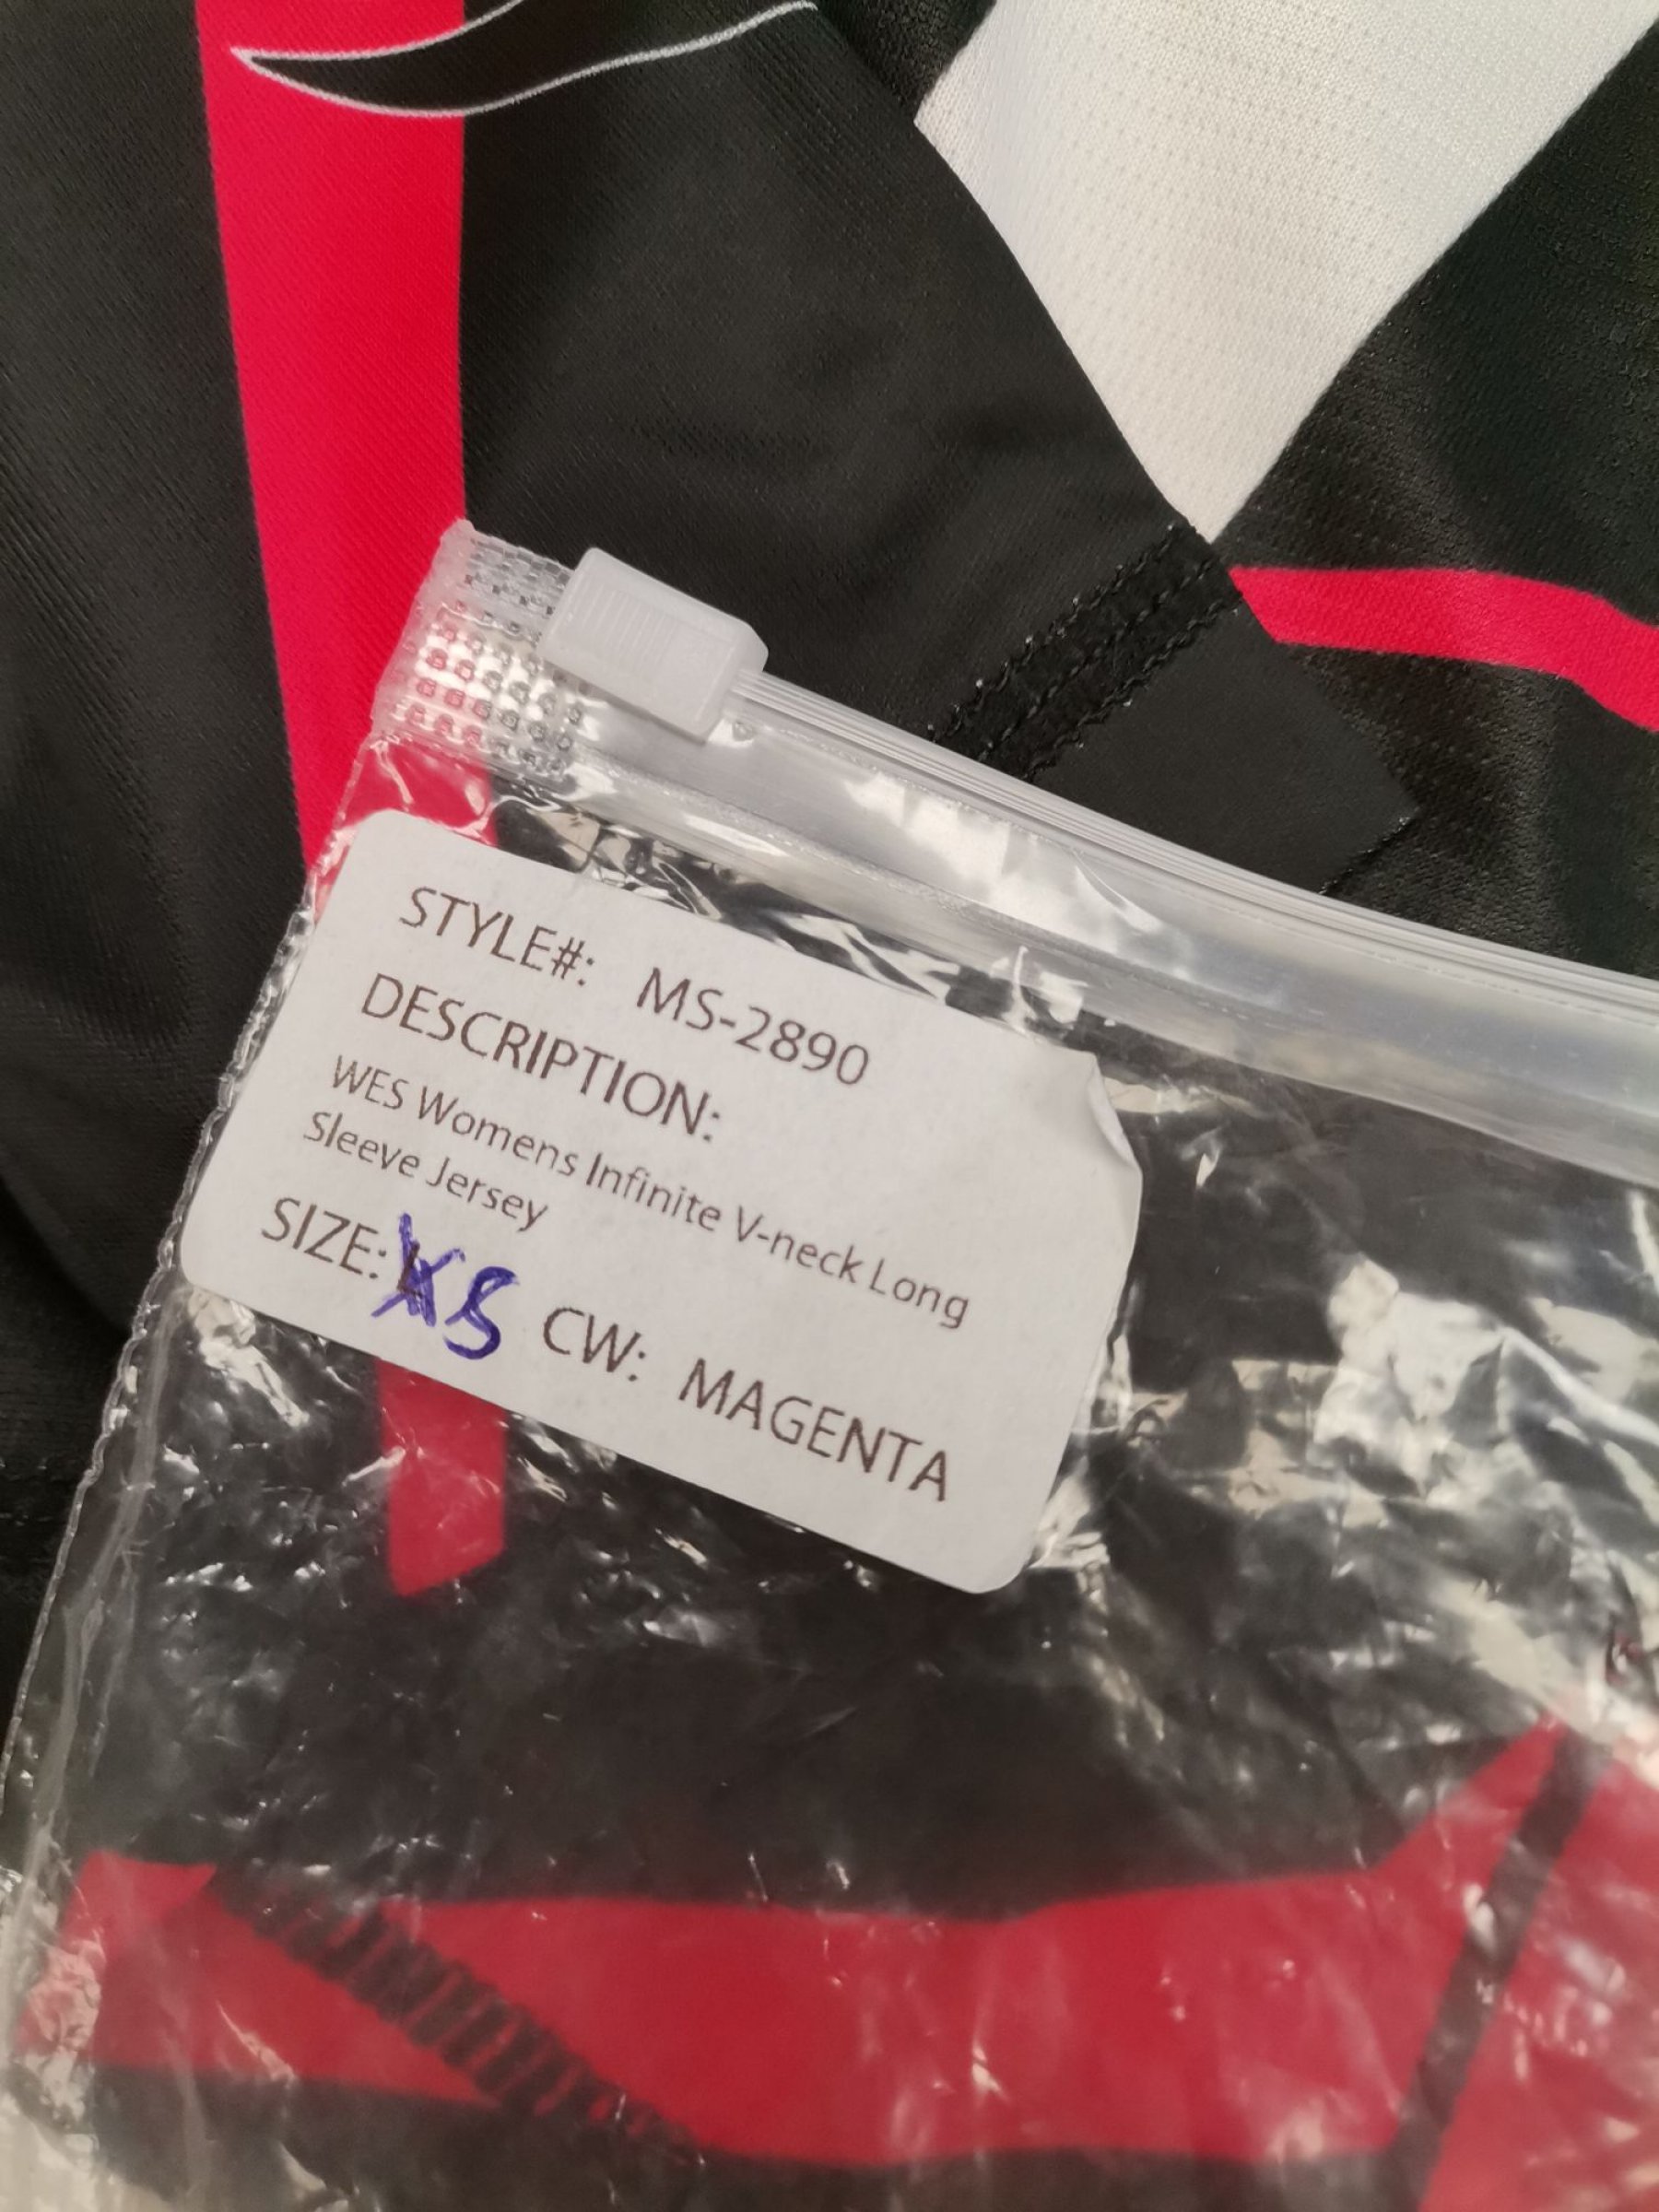 STYLE#: MS-2890
DESCRIPTION:
WES Womens Infinite V-neck Long
Sleeve Jersey
SIZE: XS CW: MAGENTA